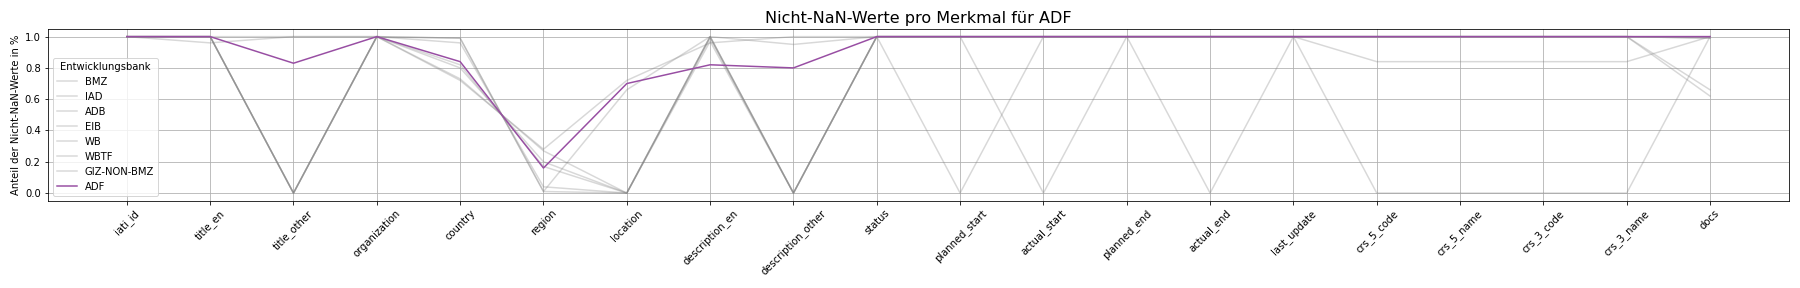 Nicht-NaN-Werte pro Merkmal für ADF
Anteil der Nicht-NaN-Werte in %
1.0
0.8
0.6
0.4
0.2
0.0
Entwicklungsbank
BMZ
IAD
ADB
EIB
WB
WBTF
GIZ-NON-BMZ
ADF
iati_id
title_en
title_other
organization
country
region
location
description_en
description_other
status
planned_start
actual_start
planned_end
actual_end
last_update
crs_5_code
crs_5_name
crs_3_code
crs_3_name
docs